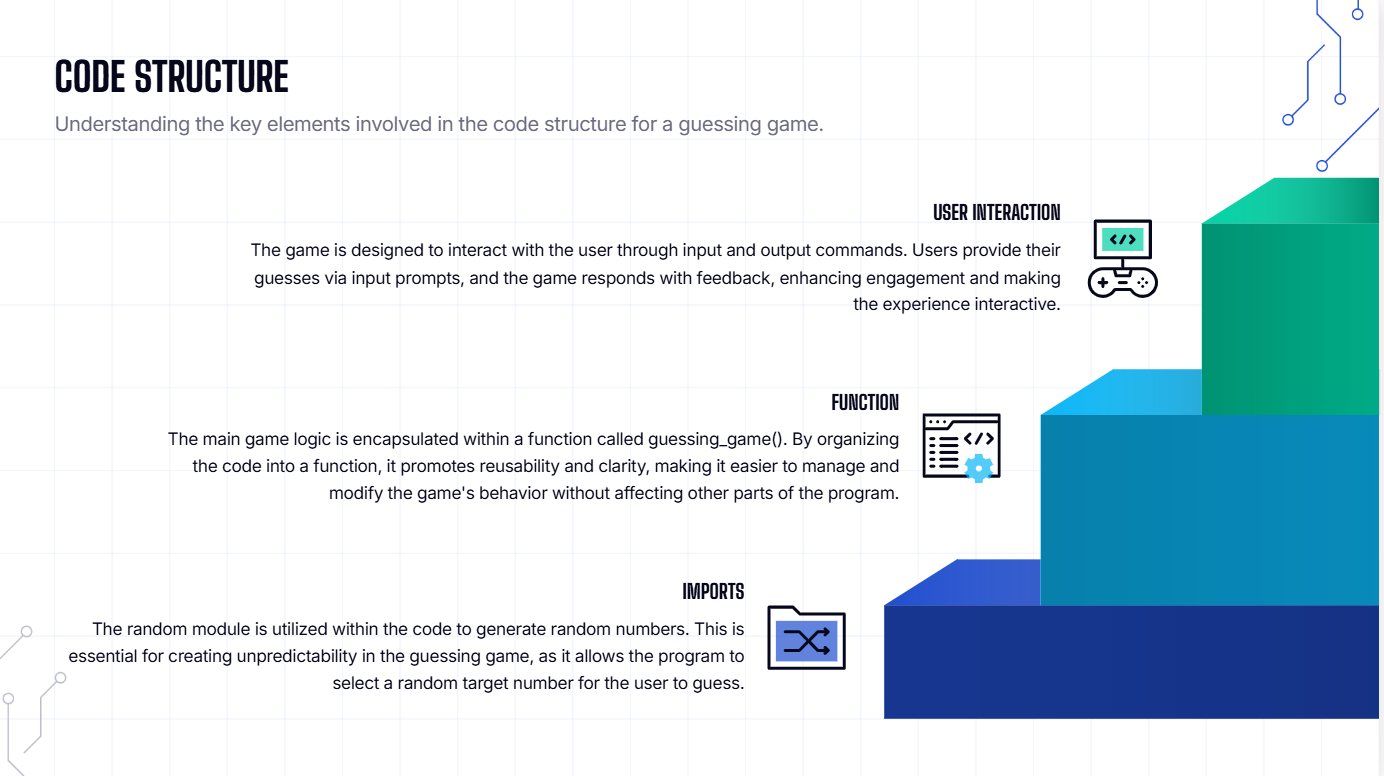 CODE STRUCTURE
Understanding the key elements involved in the code structure for a guessing game.
USER INTERACTION
The game is designed to interact with the user through input and output commands. Users provide their
guesses via input prompts, and the game responds with feedback, enhancing engagement and making
the experience interactive.
FUNCTION
The main game logic is encapsulated within a function called guessing_game(). By organizing
the code into a function, it promotes reusability and clarity, making it easier to manage and
modify the game's behavior without affecting other parts of the program.
IMPORTS
The random module is utilized within the code to generate random numbers. This is
essential for creating unpredictability in the guessing game, as it allows the program to
select a random target number for the user to guess.